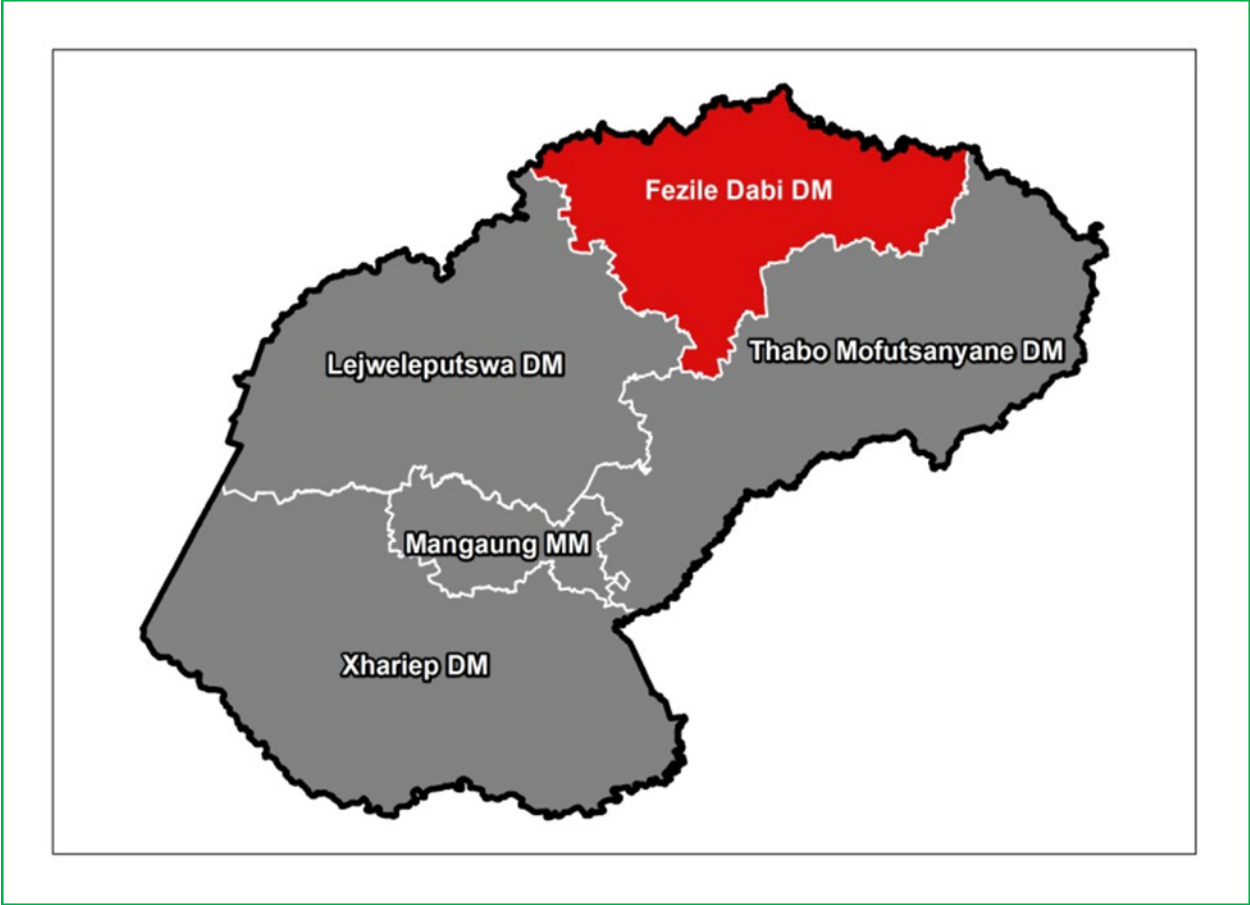 Fezile Dabi DM
Thabo Mofutsanyane DM
Lejweleputswa DM
Mangaung MM
Xhariep DM